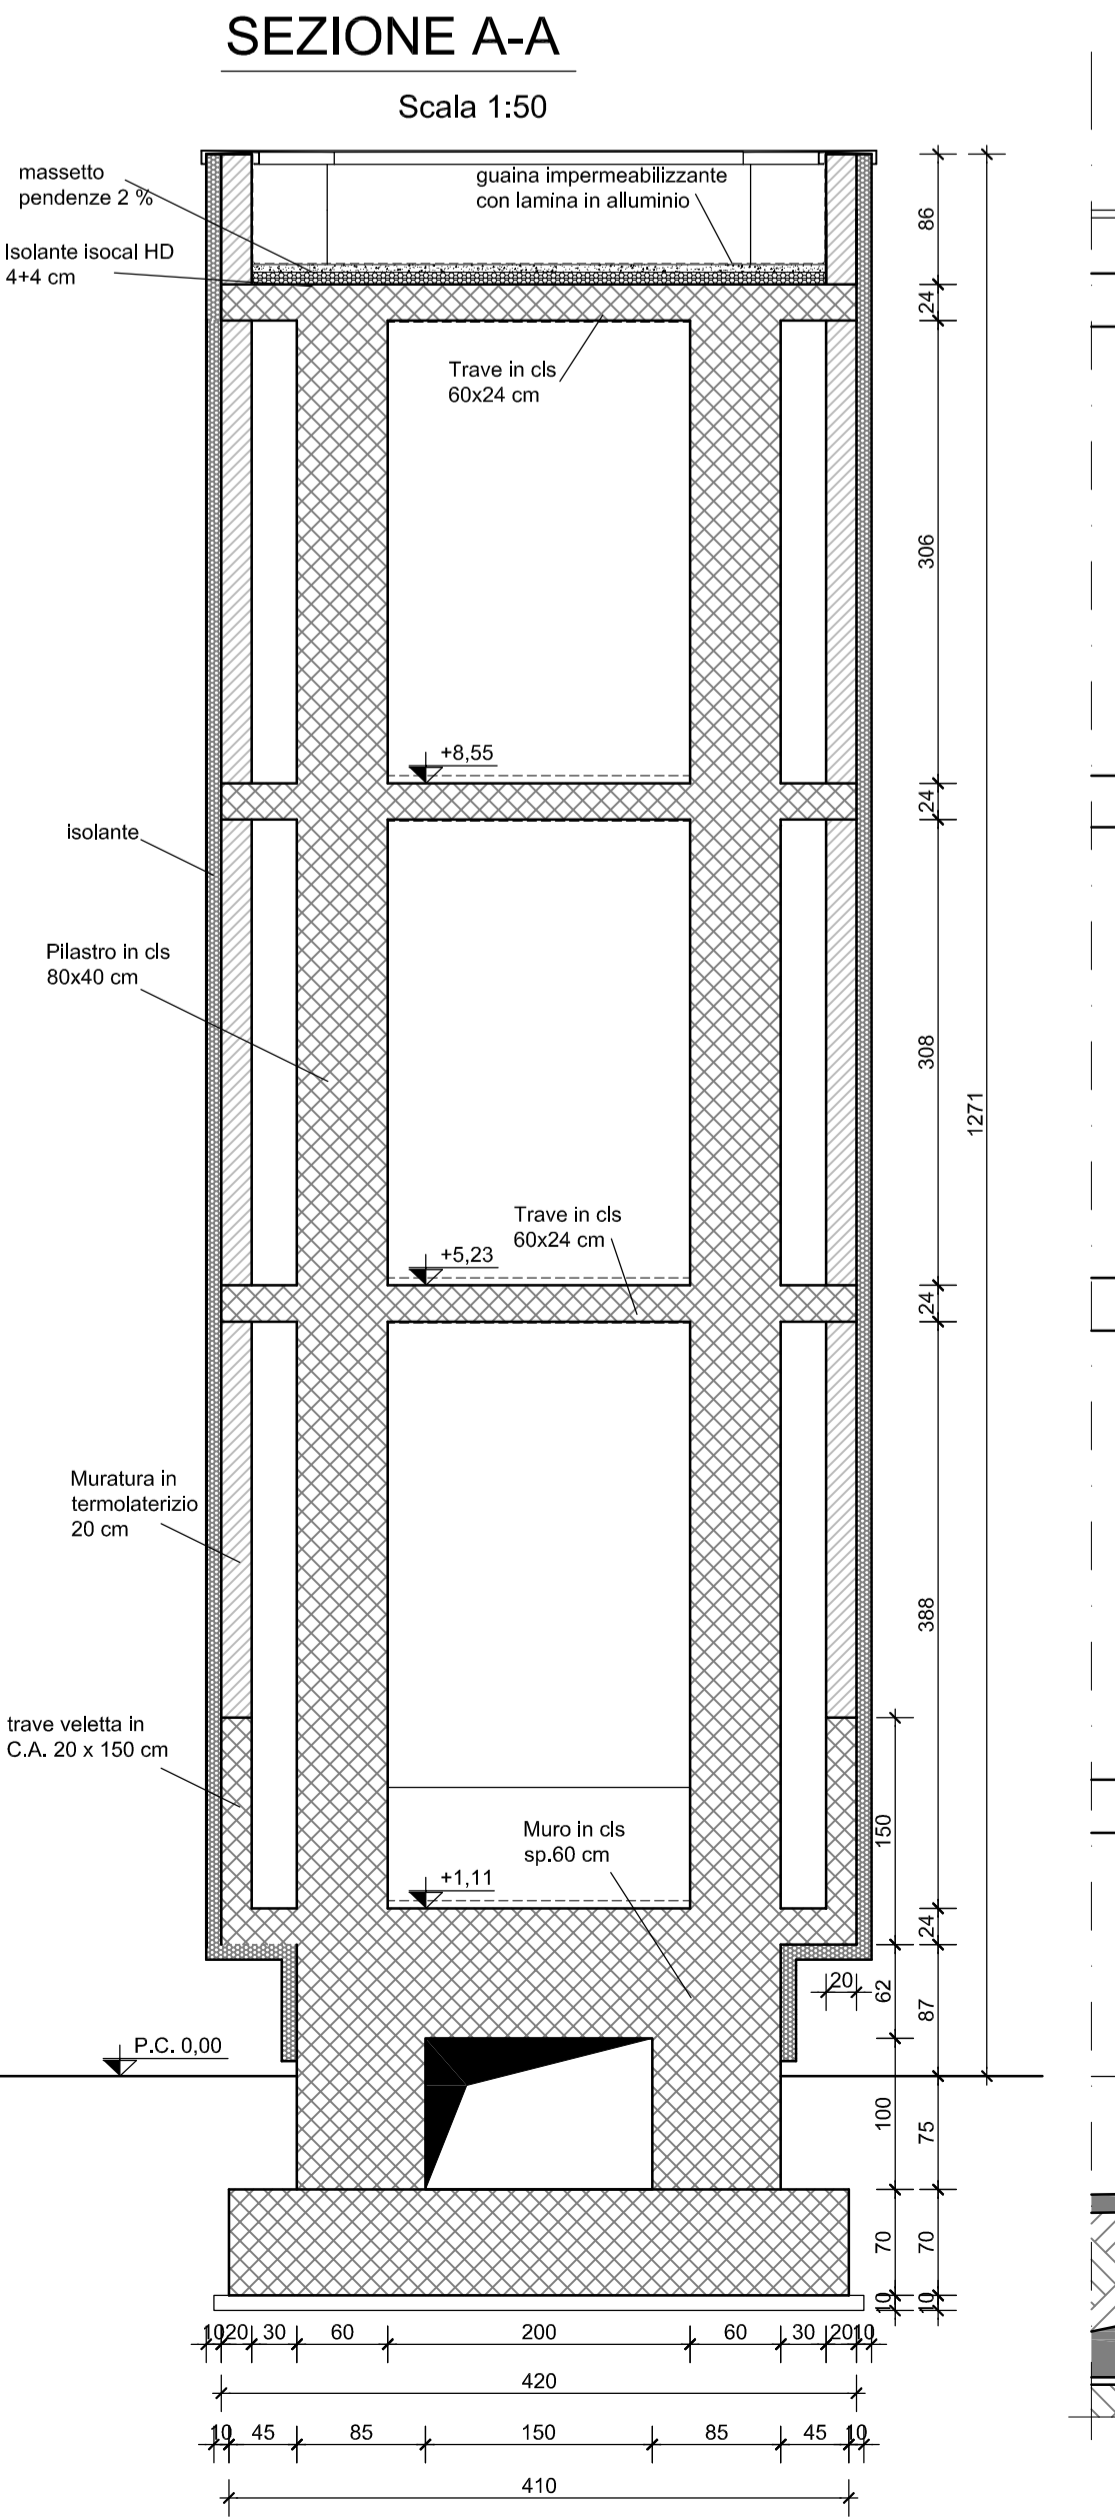 SEZIONE A-A
Scala 1:50
massetto
pendenze 2 %
Isolante isocal HD
4+4 cm
guaina impermeabilizzante
con lamina in alluminio
86
24
Trave in cls
60x24 cm
306
+8,55
24
isolante
Pilastro in cls
80x40 cm
308
1271
Trave in cls
60x24 cm
+5,23
24
Muratura in
termolaterizio
20 cm
388
trave veletta in
C.A. 20 x 150 cm
Muro in cls
sp.60 cm
150
+1,11
24
20
62
87
P.C. 0,00
100
75
70
70
10
10
10 20 30 60 200 60 30 20 10
420
10 45 85 150 85 45 10
410